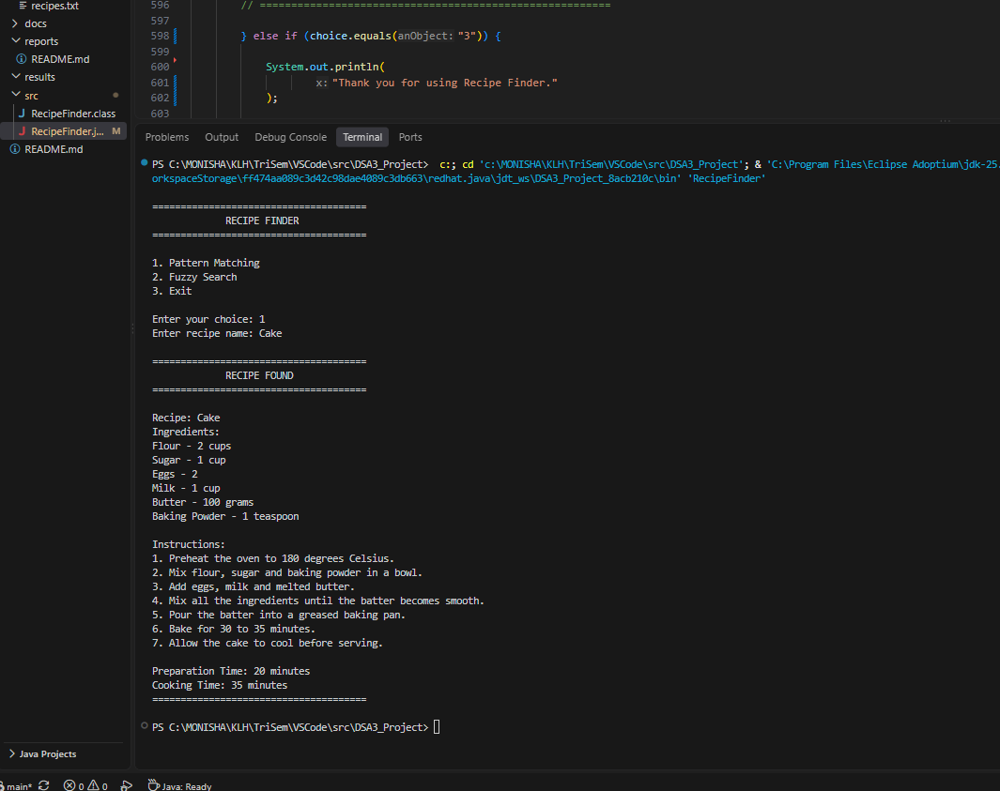 recipes.txt
docs
reports
README.md
results
src
RecipeFinder.class
RecipeFinder.j... M
README.md
Java Projects
596 // ========================================================
597
598 } else if (choice.equals(anObject: "3")) {
599
600 System.out.println(
601 x: "Thank you for using Recipe Finder."
602 );
603
Problems Output Debug Console Terminal Ports
PS C:\MONISHA\KLH\TriSem\VSCode\src\DSA3_Project> c:; cd 'c:\MONISHA\KLH\TriSem\VSCode\src\DSA3_Project'; & 'C:\Program Files\Eclipse Adoptium\jdk-25.
orkspaceStorage\ff474aa089c3d42c98dae4089c3db663\redhat.java\jdt_ws\DSA3_Project_8acb210c\bin' 'RecipeFinder'
======================================
RECIPE FINDER
======================================
1. Pattern Matching
2. Fuzzy Search
3. Exit
Enter your choice: 1
Enter recipe name: Cake
======================================
RECIPE FOUND
======================================
Recipe: Cake
Ingredients:
Flour - 2 cups
Sugar - 1 cup
Eggs - 2
Milk - 1 cup
Butter - 100 grams
Baking Powder - 1 teaspoon
Instructions:
1. Preheat the oven to 180 degrees Celsius.
2. Mix flour, sugar and baking powder in a bowl.
3. Add eggs, milk and melted butter.
4. Mix all the ingredients until the batter becomes smooth.
5. Pour the batter into a greased baking pan.
6. Bake for 30 to 35 minutes.
7. Allow the cake to cool before serving.
Preparation Time: 20 minutes
Cooking Time: 35 minutes
======================================
PS C:\MONISHA\KLH\TriSem\VSCode\src\DSA3_Project>
main* 0 0 Java: Ready